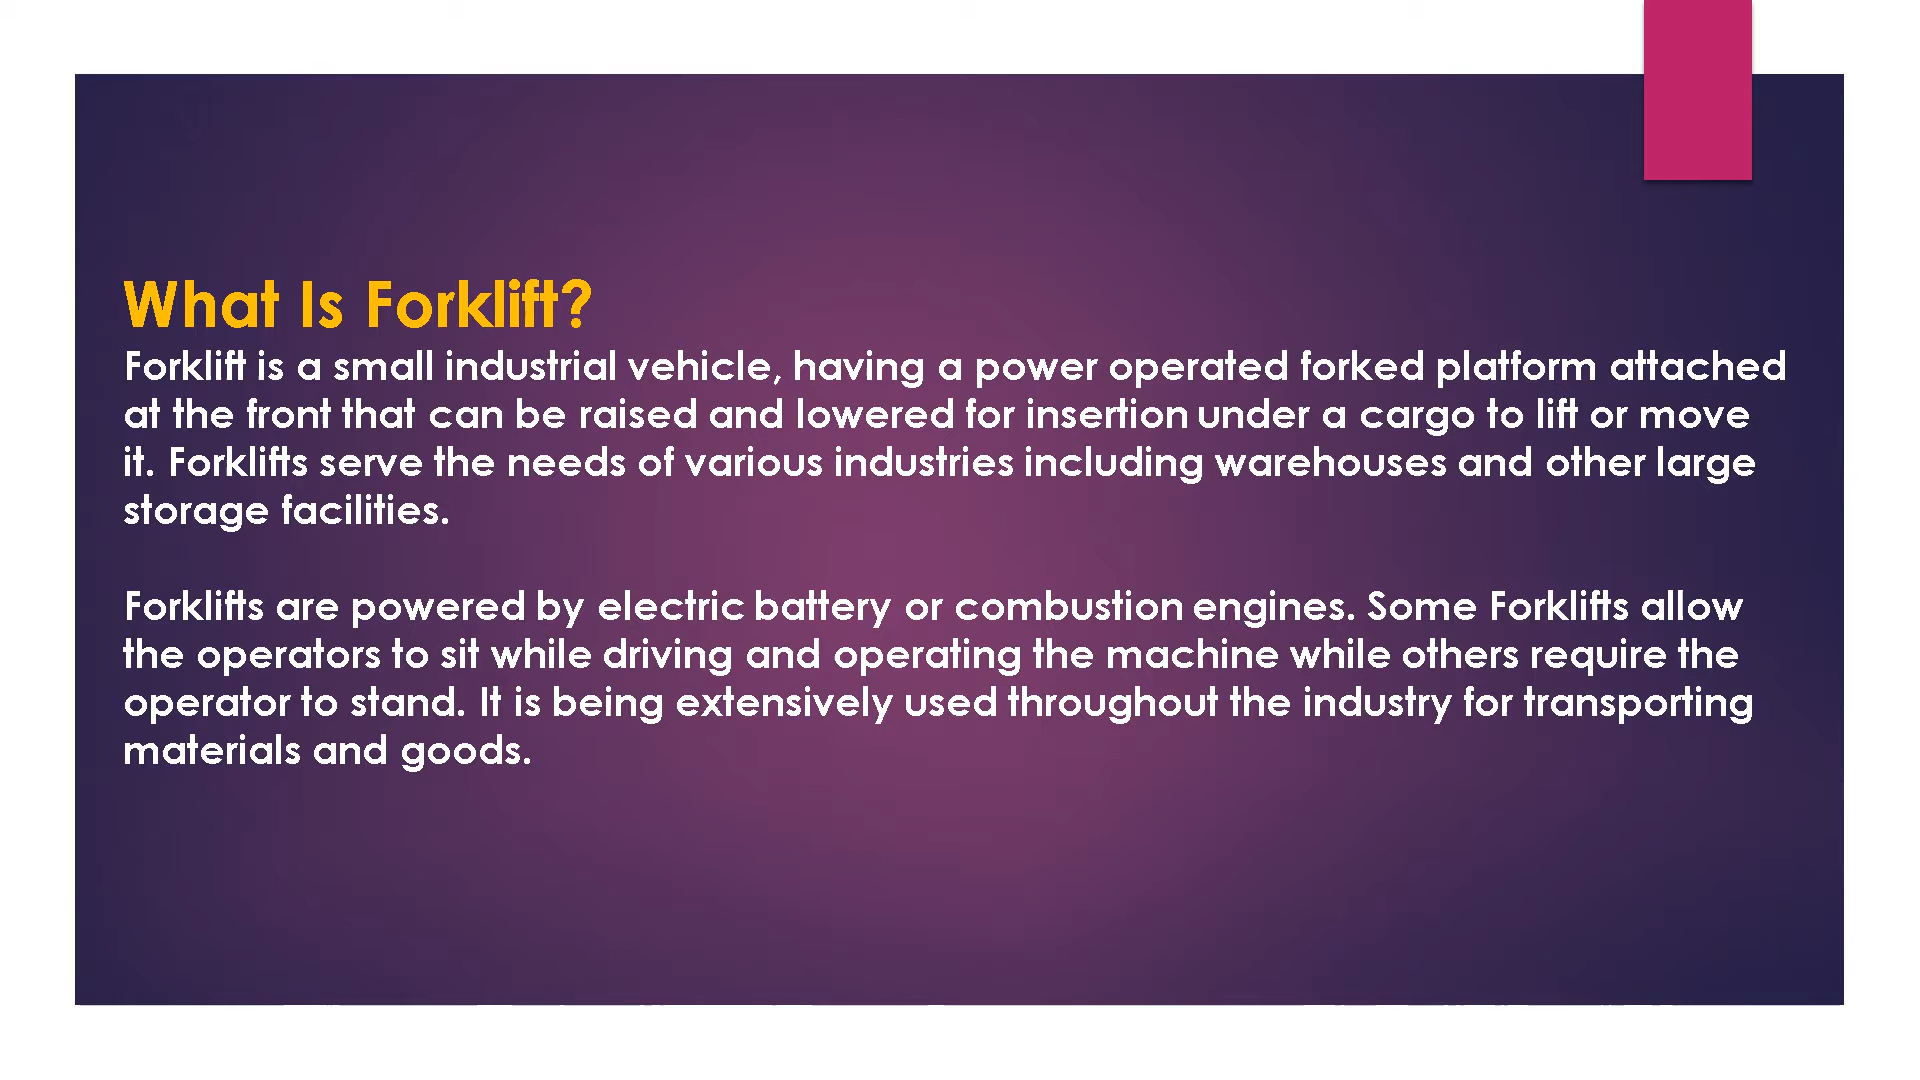 What Is Forklift?
Forklift is a small industrial vehicle, having a power operated forked platform attached
at the front that can be raised and lowered for insertion under a cargo to lift or move
it. Forklifts serve the needs of various industries including warehouses and other large
storage facilities.
Forklifts are powered by electric battery or combustion engines. Some Forklifts allow
the operators to sit while driving and operating the machine while others require the
operator to stand. It is being extensively used throughout the industry for transporting
materials and goods.